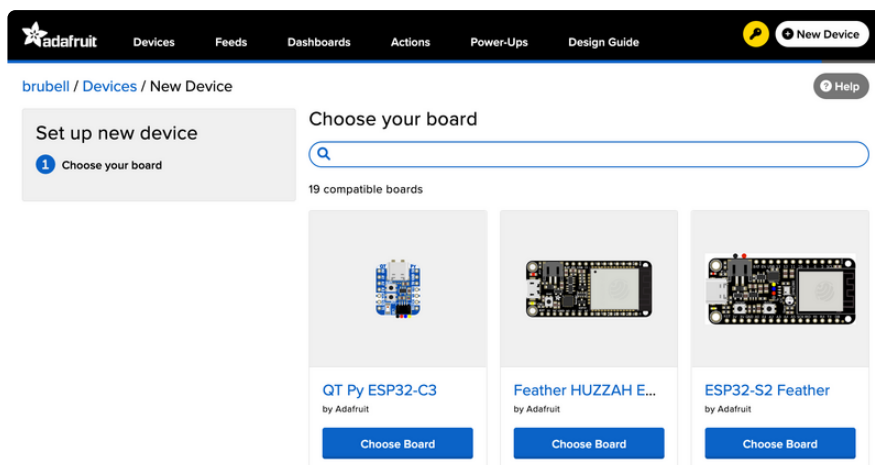 adafruit Devices Feeds Dashboards Actions Power-Ups Design Guide New Device
brubell / Devices / New Device
Help
Set up new device
1 Choose your board
Choose your board
19 compatible boards
QT Py ESP32-C3
by Adafruit
Choose Board
Feather HUZZAH E...
by Adafruit
Choose Board
ESP32-S2 Feather
by Adafruit
Choose Board